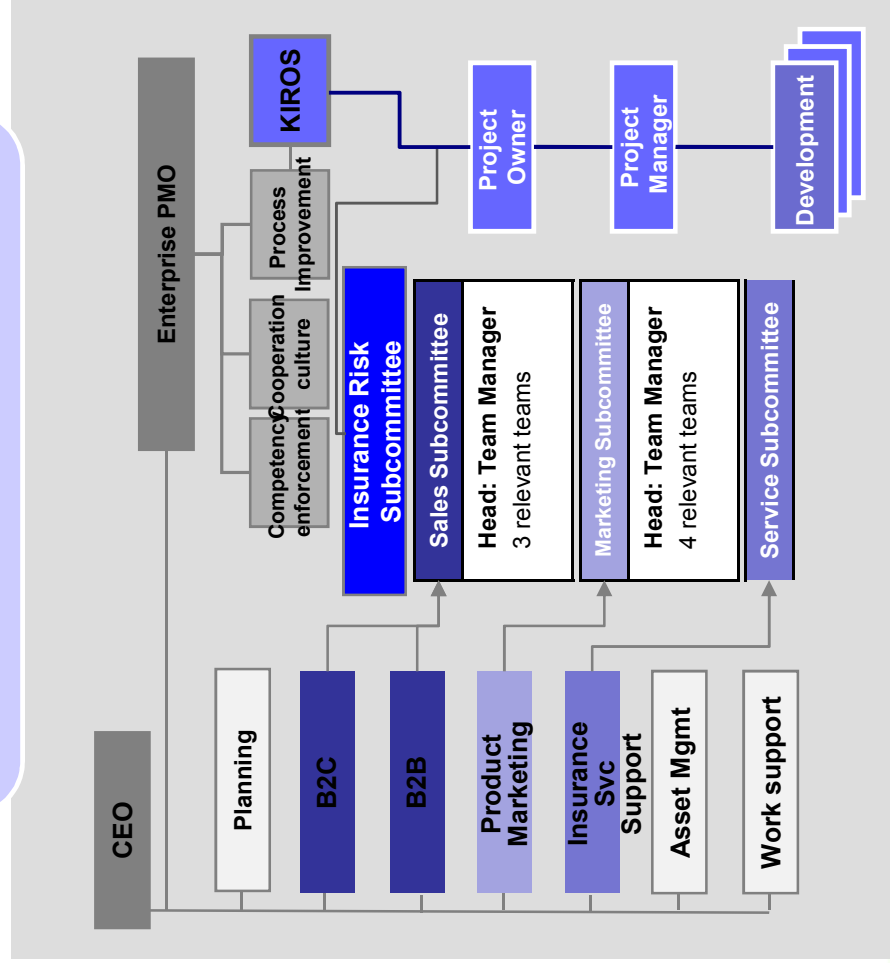 CEO
Enterprise PMO
Planning
B2C
B2B
Product
Marketing
Insurance
Svc
Support
Asset Mgmt
Work support
Competency
enforcement
Cooperation
culture
Process
Improvement
KIROS
Insurance Risk
Subcommittee
Sales Subcommittee
Head: Team Manager
3 relevant teams
Marketing Subcommittee
Head: Team Manager
4 relevant teams
Service Subcommittee
Project
Owner
Project
Manager
Development